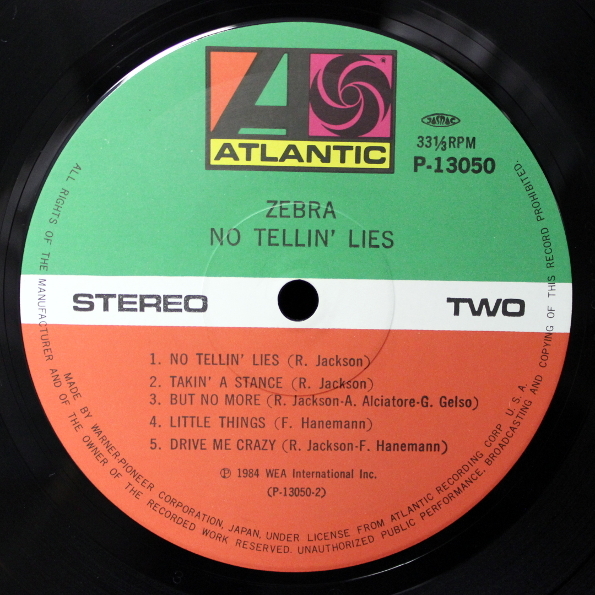 ATLANTIC
JASRAC
33⅓RPM
P-13050
ZEBRA
NO TELLIN' LIES
STEREO
TWO
1. NO TELLIN' LIES (R. Jackson)
2. TAKIN' A STANCE (R. Jackson)
3. BUT NO MORE (R. Jackson-A. Alciatore-G. Gelso)
4. LITTLE THINGS (F. Hanemann)
5. DRIVE ME CRAZY (R. Jackson-F. Hanemann)
℗ 1984 WEA International Inc.
(P-13050-2)
MADE BY WARNER-PIONEER CORPORATION, JAPAN, UNDER LICENSE FROM ATLANTIC RECORDING CORP. U.S.A.
ALL RIGHTS OF THE MANUFACTURER AND OF THE OWNER OF THE RECORDED WORK RESERVED. UNAUTHORIZED PUBLIC PERFORMANCE, BROADCASTING AND COPYING OF THIS RECORD PROHIBITED.